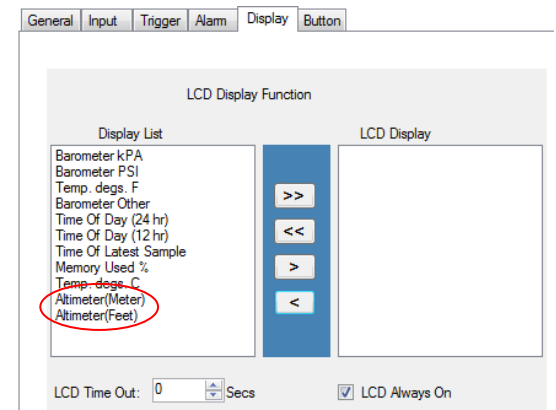 General Input Trigger Alarm Display Button
LCD Display Function
Display List LCD Display
Barometer kPA
Barometer PSI
Temp. degs. F
Barometer Other
Time Of Day (24 hr)
Time Of Day (12 hr)
Time Of Latest Sample
Memory Used %
Temp. degs. C
Altimeter(Meter)
Altimeter(Feet)
>>
<<
>
<
LCD Time Out: 0 Secs LCD Always On